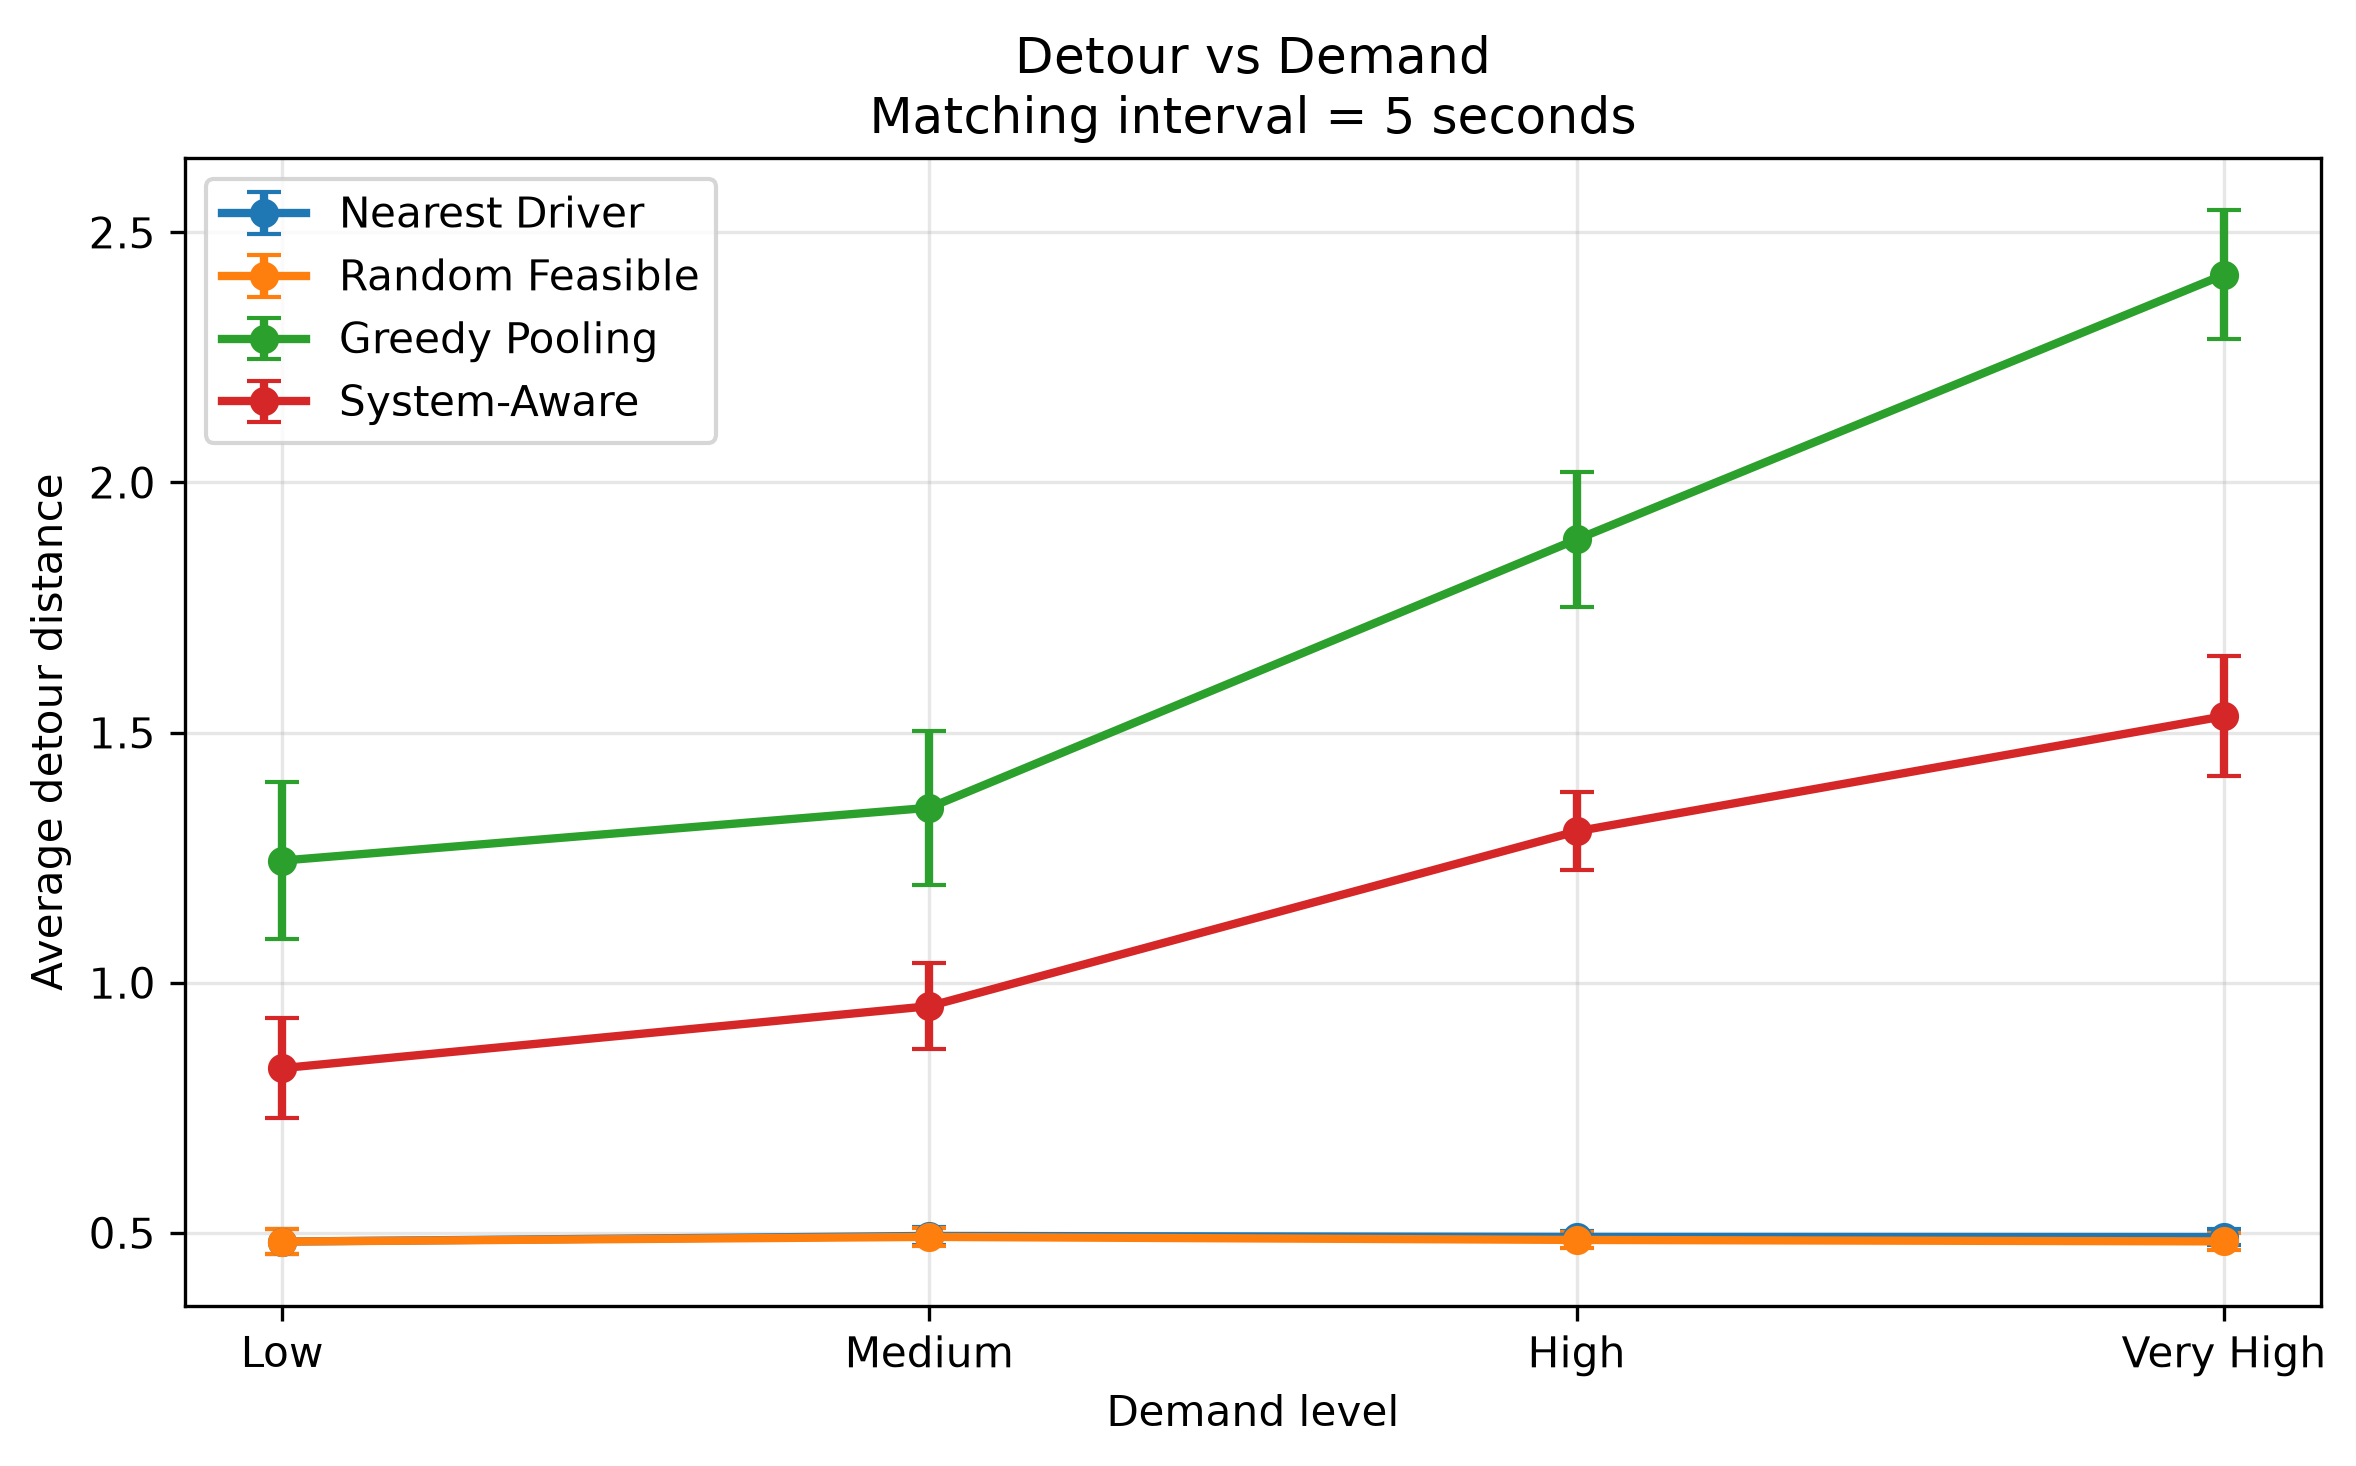 Detour vs Demand
Matching interval = 5 seconds
Nearest Driver
Random Feasible
Greedy Pooling
System-Aware
Average detour distance
2.5
2.0
1.5
1.0
0.5
Low Medium High Very High
Demand level